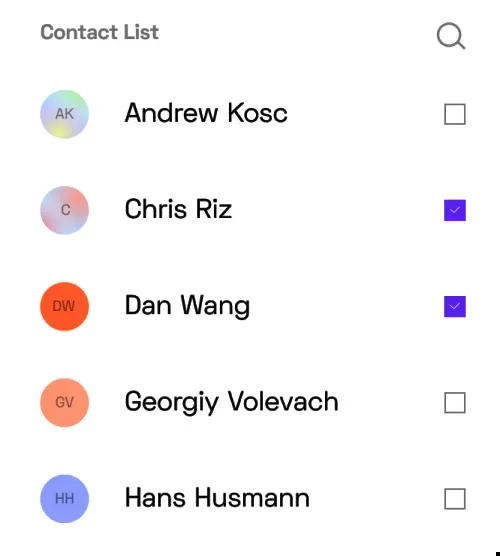 Contact List
AK Andrew Kosc
C Chris Riz
DW Dan Wang
GV Georgiy Volevach
HH Hans Husmann